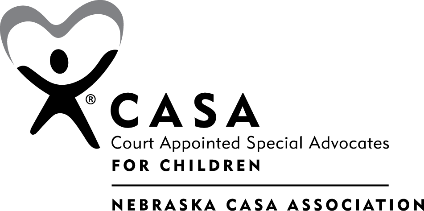 ®
CASA
Court Appointed Special Advocates
FOR CHILDREN
NEBRASKA CASA ASSOCIATION